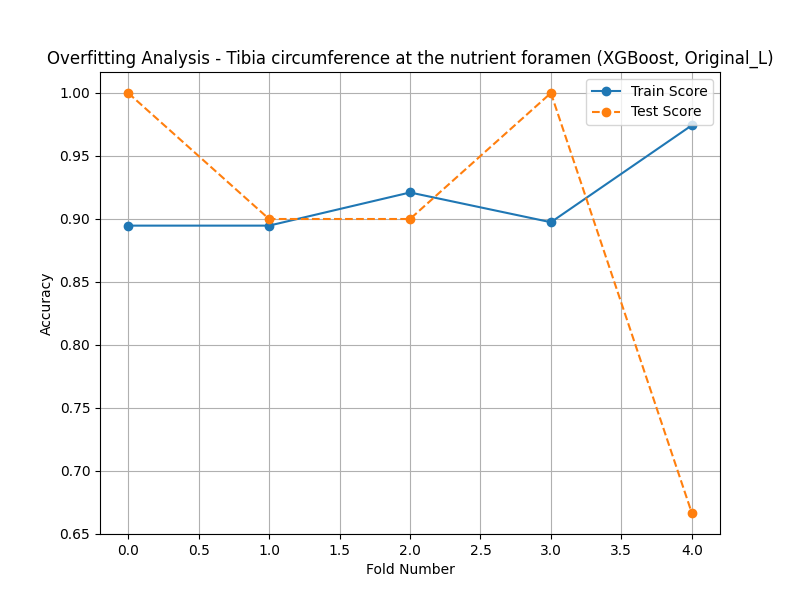 Overfitting Analysis - Tibia circumference at the nutrient foramen (XGBoost, Original_L)
Train Score
Test Score
1.00
0.95
0.90
0.85
0.80
0.75
0.70
0.65
Accuracy
0.0 0.5 1.0 1.5 2.0 2.5 3.0 3.5 4.0
Fold Number